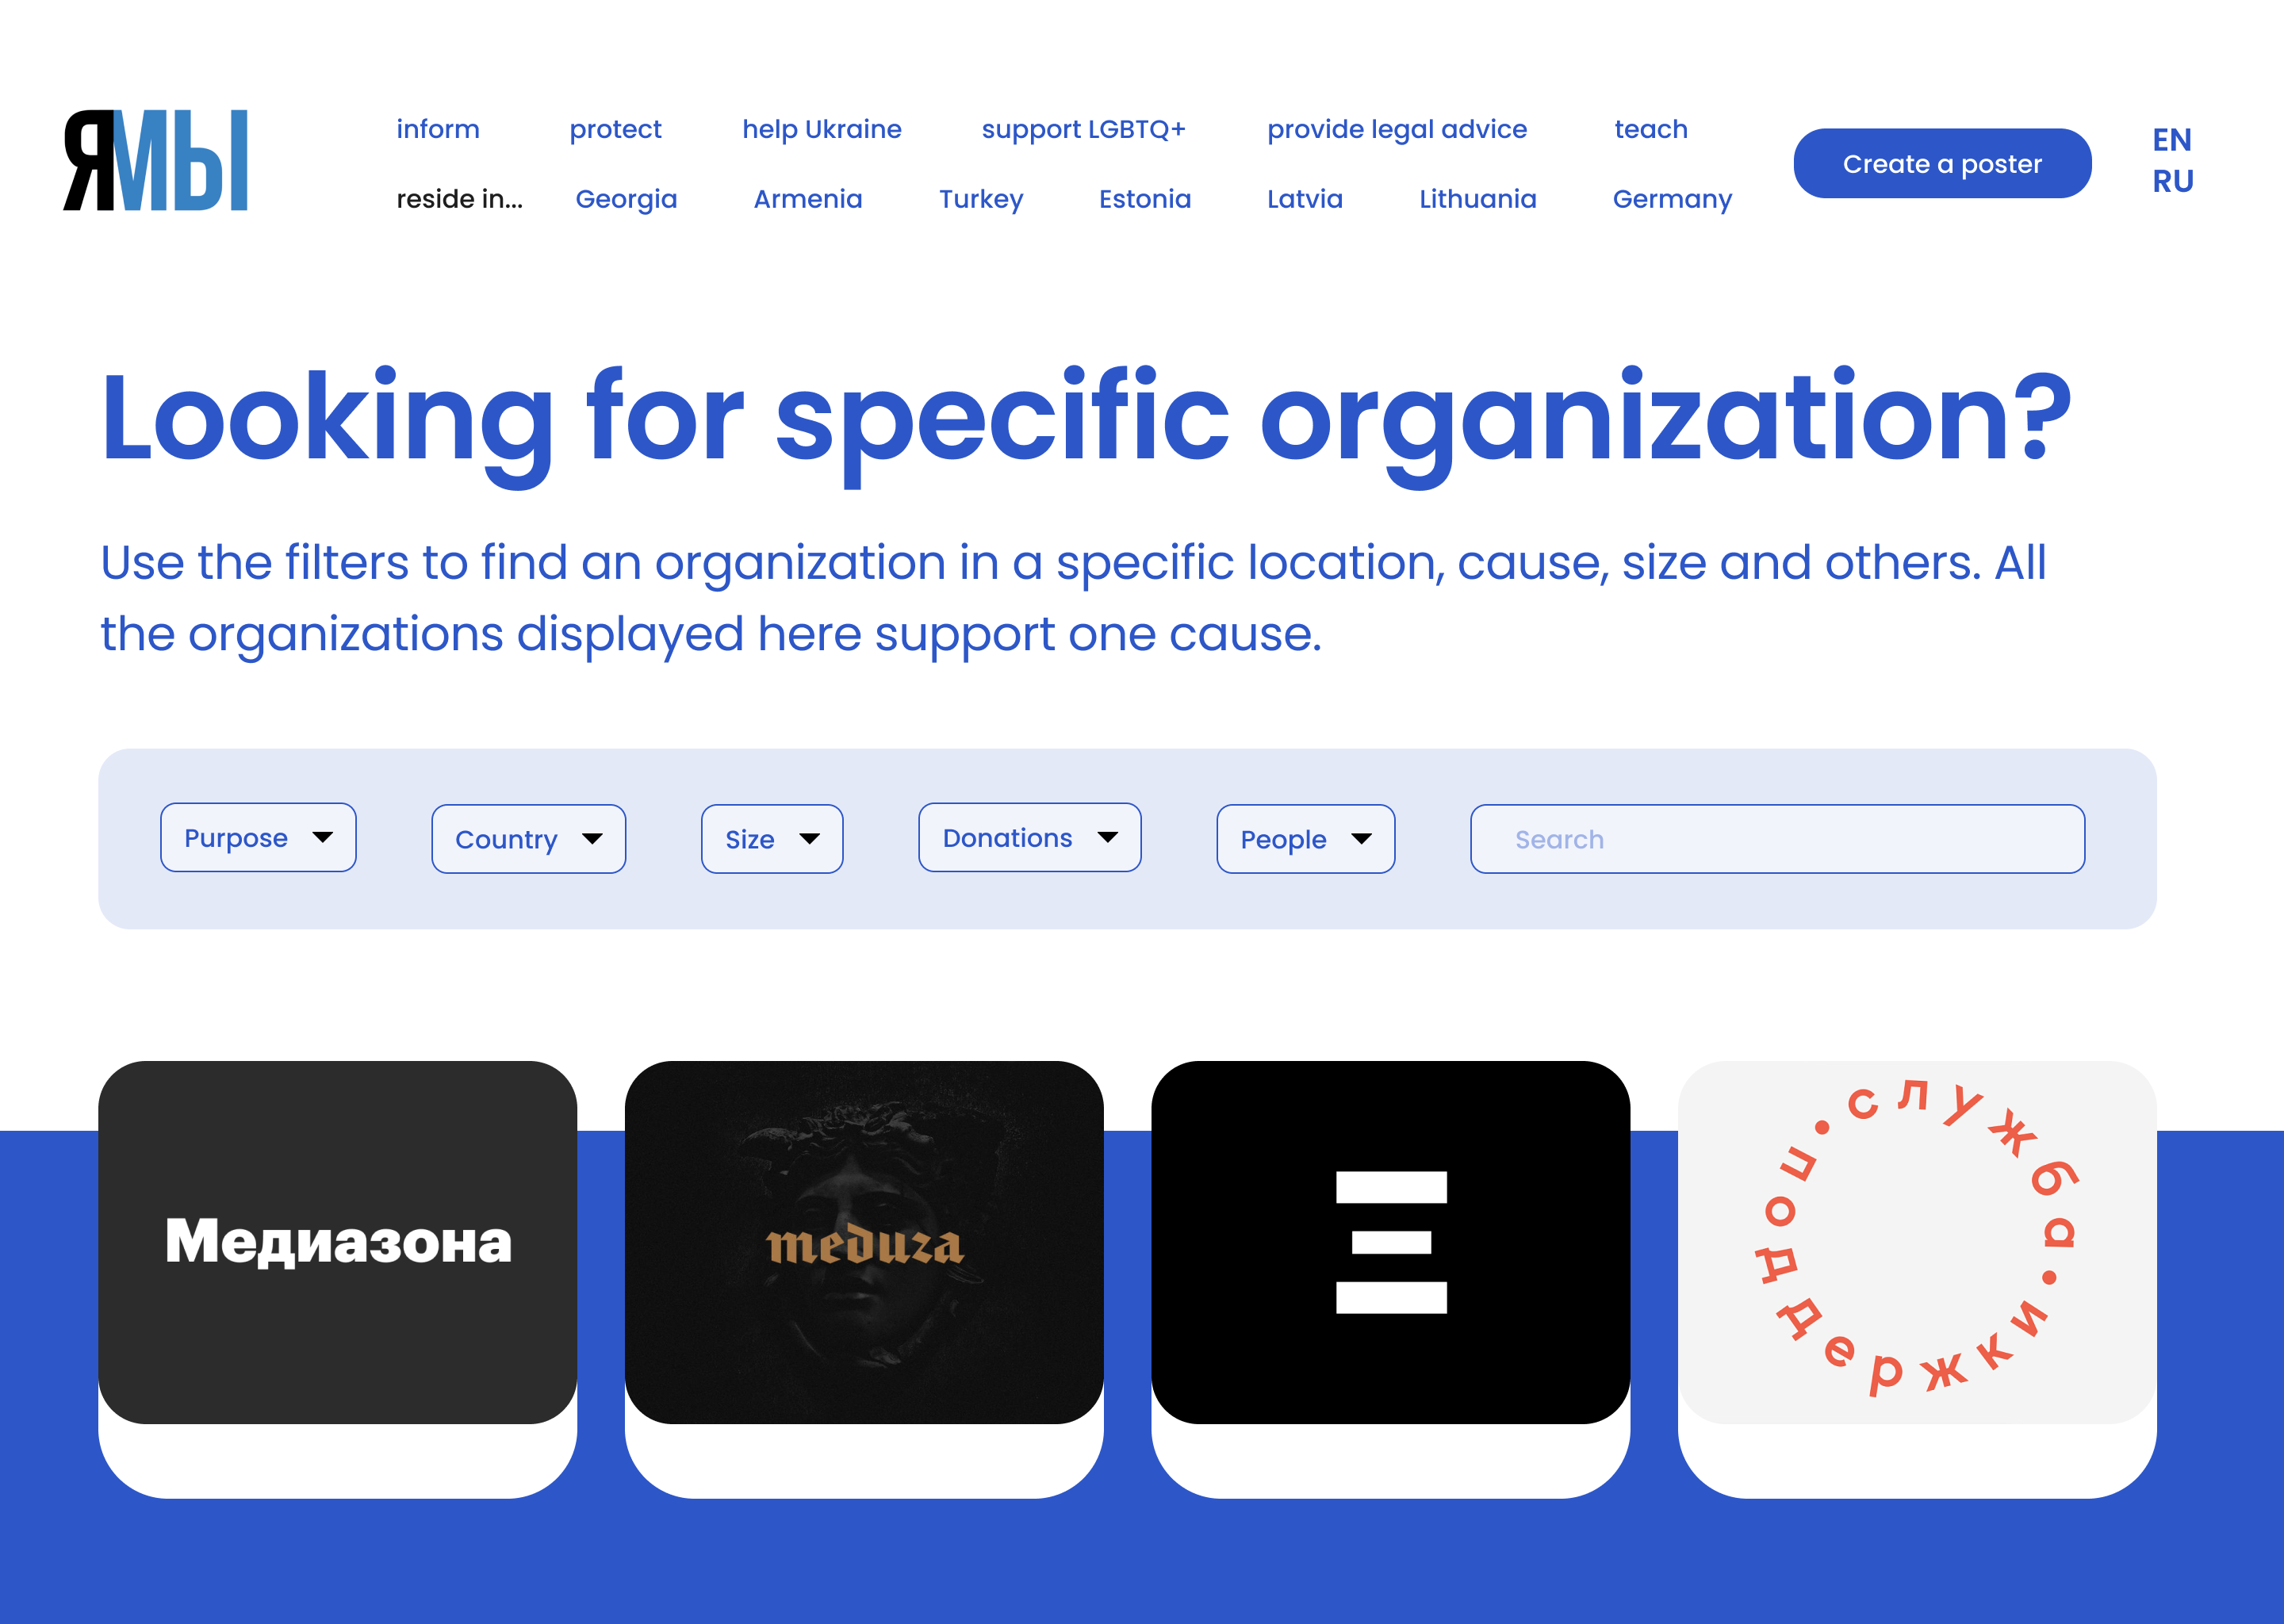 ЯМЫ
inform protect help Ukraine support LGBTQ+ provide legal advice teach
reside in... Georgia Armenia Turkey Estonia Latvia Lithuania Germany
Create a poster
EN
RU
Looking for specific organization?
Use the filters to find an organization in a specific location, cause, size and others. All
the organizations displayed here support one cause.
Purpose Country Size Donations People Search
Медиазона
meduza
служба • поддержки •